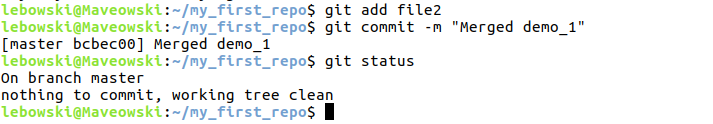 lebowski@Maveowski:~/my_first_repo$ git add file2
lebowski@Maveowski:~/my_first_repo$ git commit -m "Merged demo_1"
[master bcbec00] Merged demo_1
lebowski@Maveowski:~/my_first_repo$ git status
On branch master
nothing to commit, working tree clean
lebowski@Maveowski:~/my_first_repo$